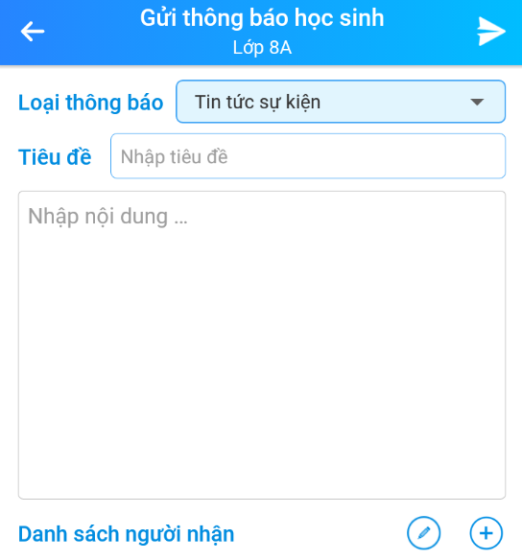 Gửi thông báo học sinh
Lớp 8A
Loại thông báo Tin tức sự kiện
Tiêu đề Nhập tiêu đề
Nhập nội dung ...
Danh sách người nhận